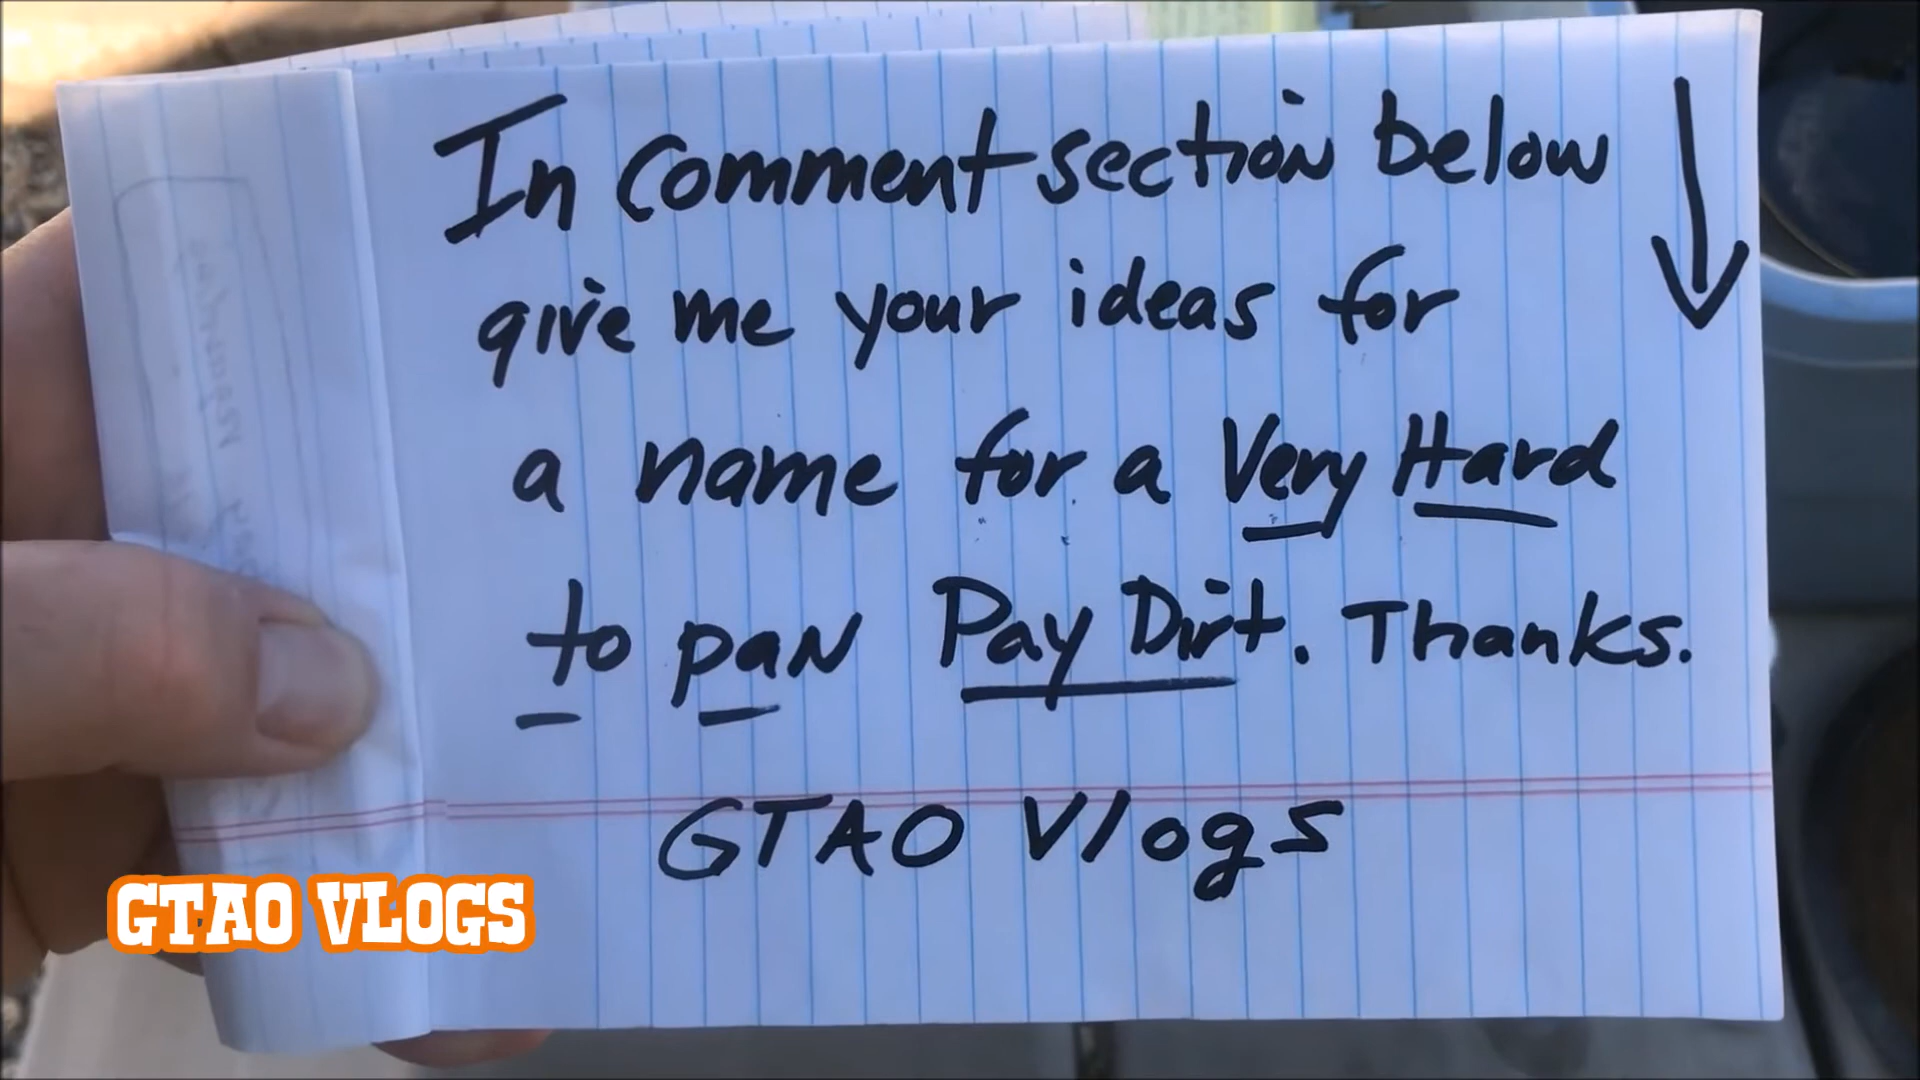 In comment section below
give me your ideas for
a name for a Very Hard
to pan Pay Dirt. Thanks.
GTAO Vlogs
GTAO VLOGS